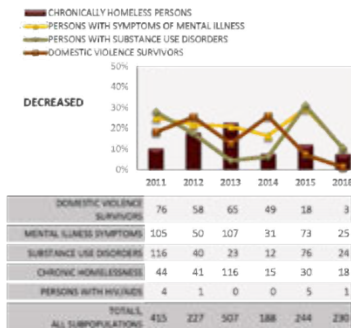 CHRONICALLY HOMELESS PERSONS
PERSONS WITH SYMPTOMS OF MENTAL ILLNESS
PERSONS WITH SUBSTANCE USE DISORDERS
DOMESTIC VIOLENCE SURVIVORS
50%
DECREASED
40%
30%
20%
10%
0%
2011 2012 2013 2014 2015 2016
DOMESTIC VIOLENCE
SURVIVORS 76 58 65 49 18 3
MENTAL ILLNESS SYMPTOMS 105 50 107 31 73 25
SUBSTANCE USE DISORDERS 116 40 23 12 76 24
CHRONIC HOMELESSNESS 44 41 116 15 30 18
PERSONS WITH HIV/AIDS 4 1 0 0 5 1
TOTALS,
ALL SUBPOPULATIONS 415 227 507 188 244 230